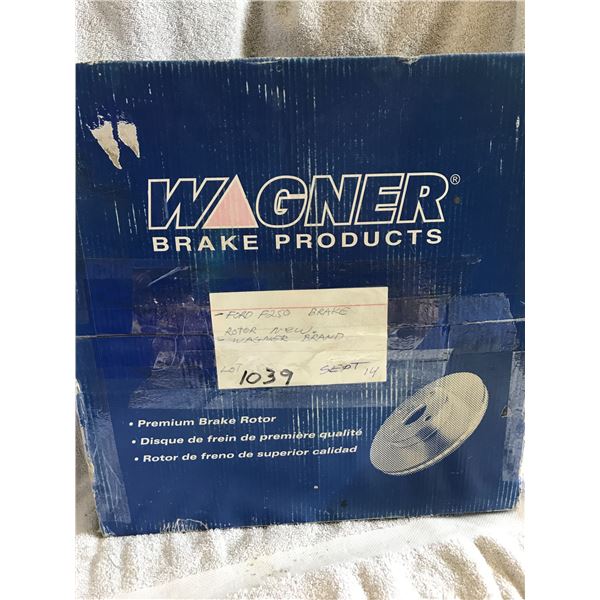 WAGNER®
BRAKE PRODUCTS
- FORD F250 BRAKE
ROTOR NEW.
- WAGNER BRAND
LOT 1039 SEPT 14
• Premium Brake Rotor
• Disque de frein de première qualité
• Rotor de freno de superior calidad